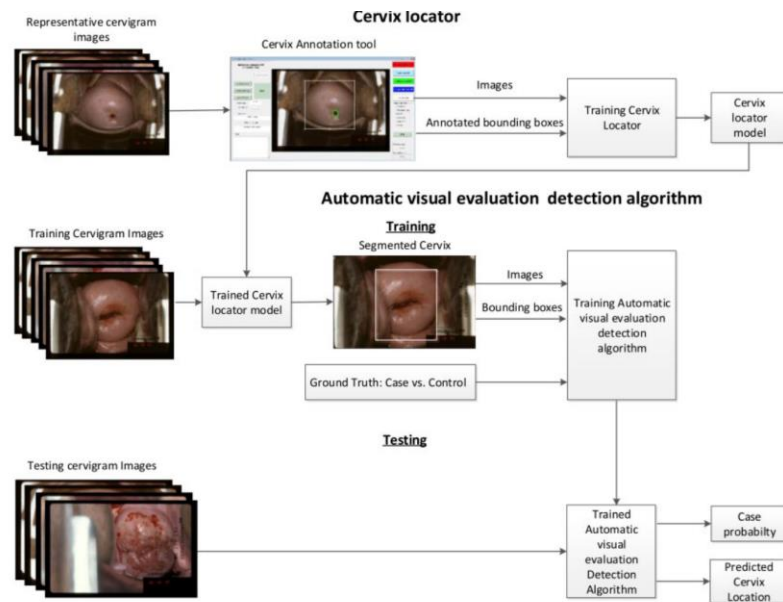 Cervix locator
Representative cervigram
images
Cervix Annotation tool
Images
Annotated bounding boxes
Training Cervix
Locator
Cervix
locator
model
Automatic visual evaluation detection algorithm
Training
Training Cervigram Images
Segmented Cervix
Trained Cervix
locator model
Images
Bounding boxes
Training Automatic
visual evaluation
detection
algorithm
Ground Truth: Case vs. Control
Testing
Testing cervigram Images
Trained
Automatic
visual
evaluation
Detection
Algorithm
Case
probabilty
Predicted
Cervix
Location